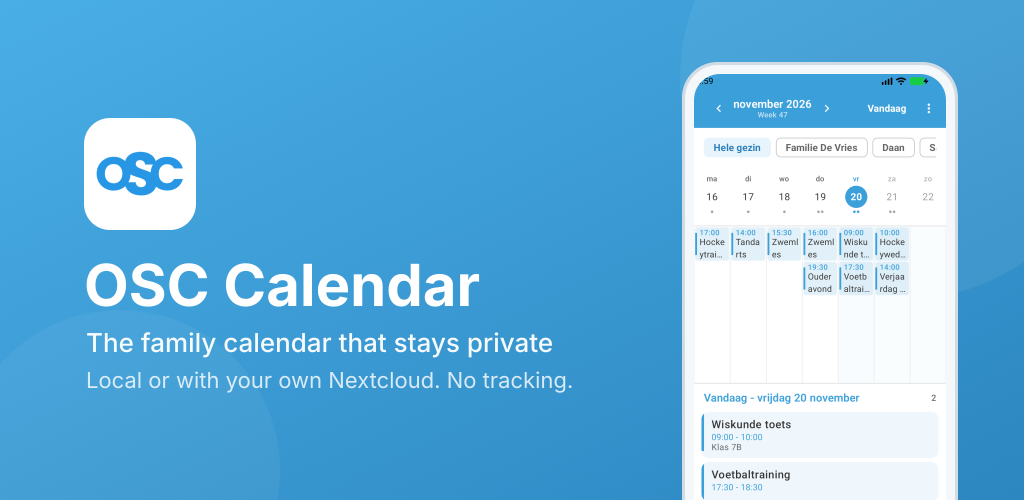 OSC
OSC Calendar
The family calendar that stays private
Local or with your own Nextcloud. No tracking.
:59
november 2026
Week 47
Vandaag
Hele gezin
Familie De Vries
Daan
S
ma di wo do vr za zo
16 17 18 19 20 21 22
17:00 14:00 15:30 16:00 09:00 10:00
Hocke Tanda Zweml Zweml Wisku Hocke
ytrai... rts es es nde t... ywed...
19:30 17:30 14:00
Ouder Voetb Verjaa
avond altrai... rdag ...
Vandaag - vrijdag 20 november 2
Wiskunde toets
09:00 - 10:00
Klas 7B
Voetbaltraining
17:30 - 18:30